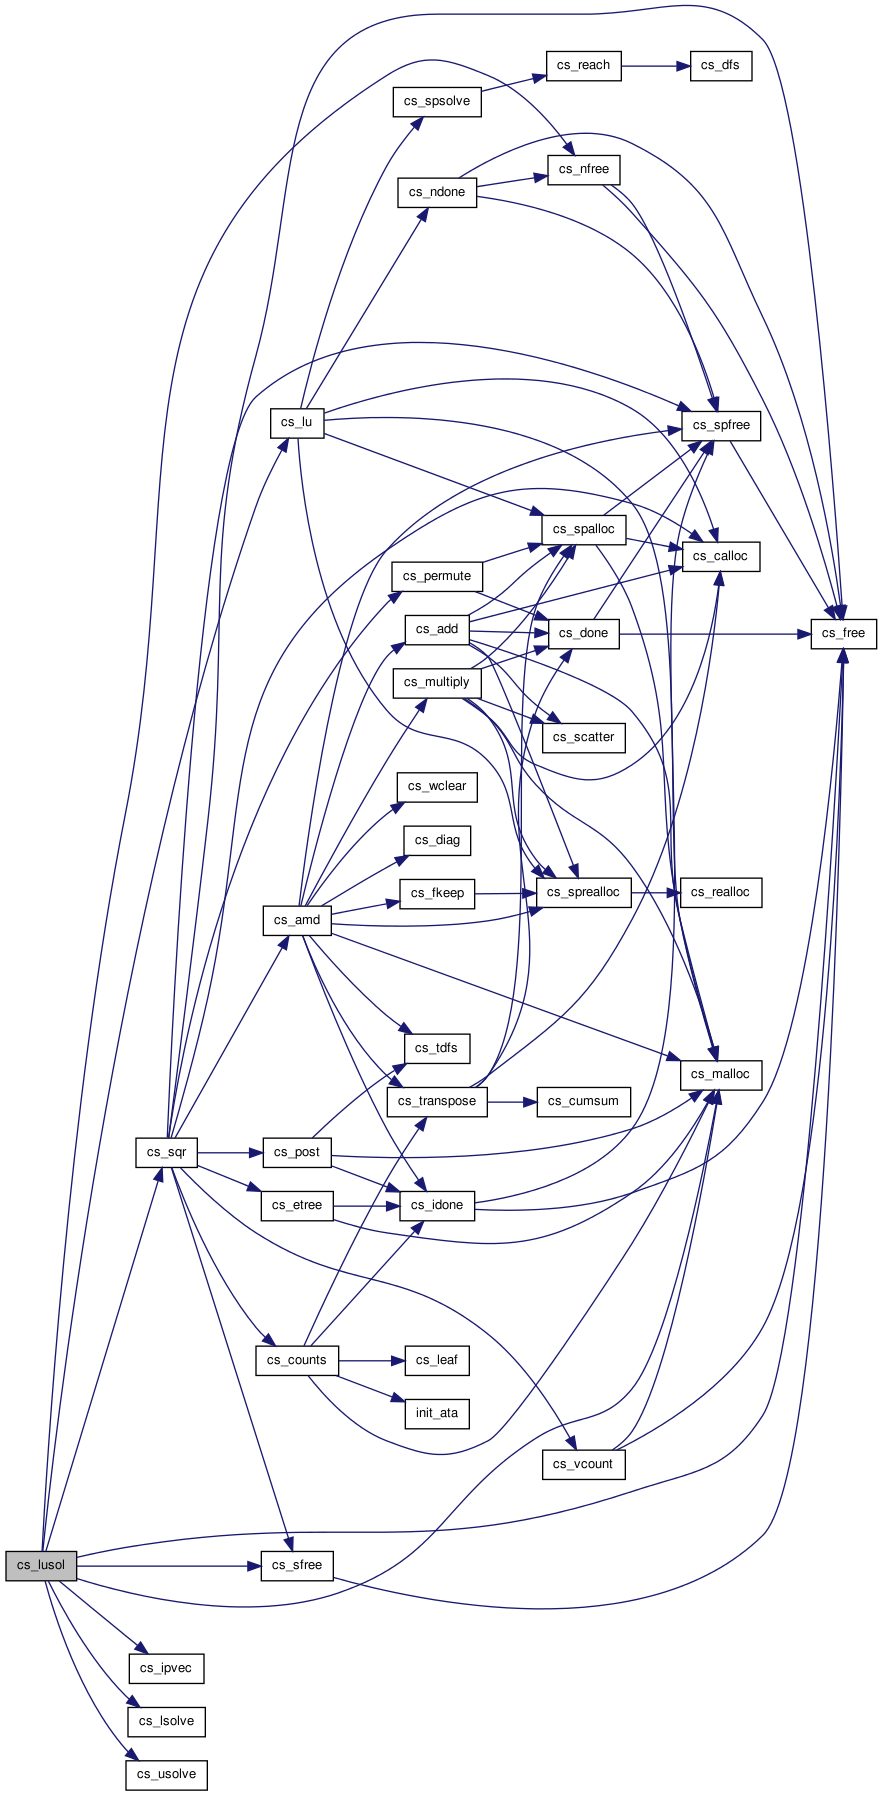 cs_reach
cs_dfs
cs_spsolve
cs_nfree
cs_ndone
cs_lu
cs_spfree
cs_spalloc
cs_calloc
cs_permute
cs_add
cs_done
cs_free
cs_multiply
cs_scatter
cs_wclear
cs_diag
cs_fkeep
cs_sprealloc
cs_realloc
cs_amd
cs_tdfs
cs_malloc
cs_transpose
cs_cumsum
cs_sqr
cs_post
cs_etree
cs_idone
cs_counts
cs_leaf
init_ata
cs_vcount
cs_lusol
cs_sfree
cs_ipvec
cs_lsolve
cs_usolve